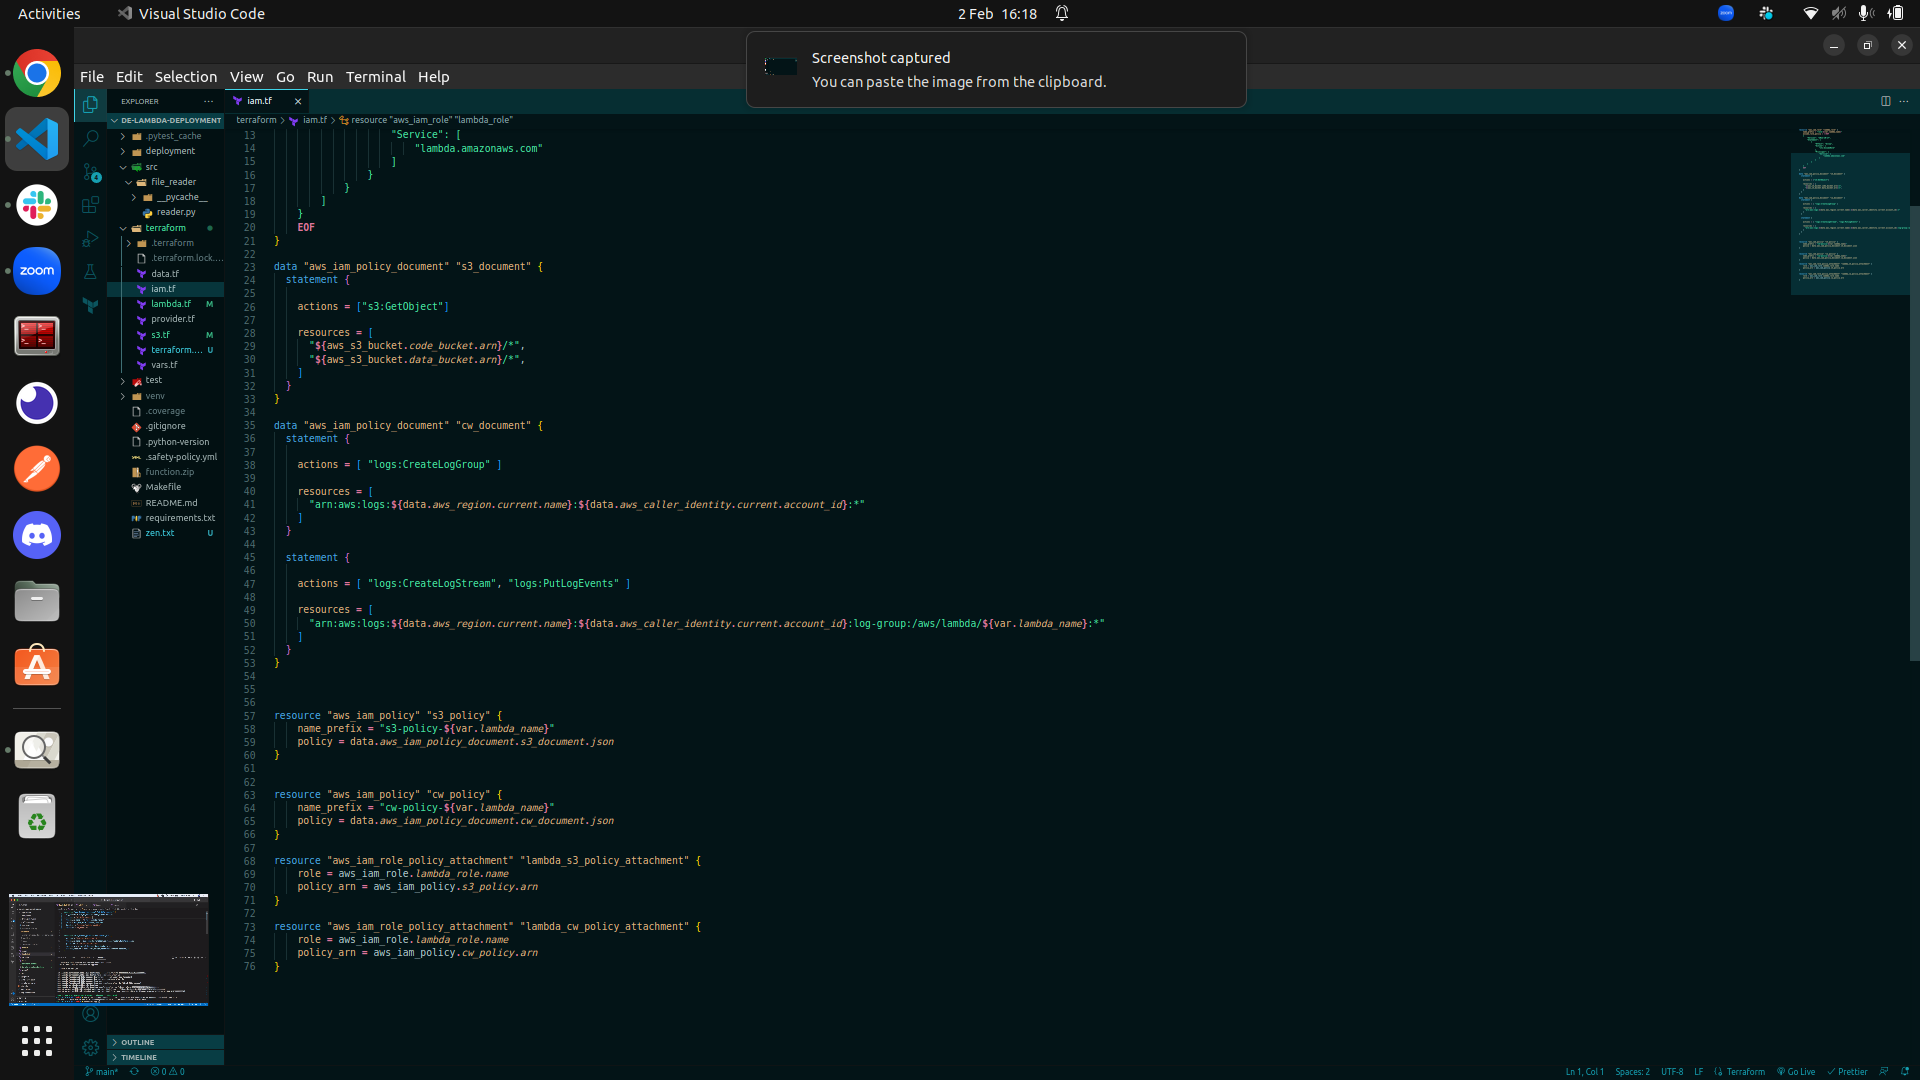 Activities
Visual Studio Code
2 Feb 16:18
zoom
Screenshot captured
You can paste the image from the clipboard.
File Edit Selection View Go Run Terminal Help
EXPLORER
iam.tf
DE-LAMBDA-DEPLOYMENT
.pytest_cache
deployment
src
file_reader
__pycache__
reader.py
terraform
.terraform
.terraform.lock....
data.tf
iam.tf
lambda.tf M
provider.tf
s3.tf M
terraform.... U
vars.tf
test
venv
.coverage
.gitignore
.python-version
.safety-policy.yml
function.zip
Makefile
README.md
requirements.txt
zen.txt U
OUTLINE
TIMELINE
zoom
4
terraform > iam.tf > resource "aws_iam_role" "lambda_role"
13 "Service": [
14 "lambda.amazonaws.com"
15 ]
16 }
17 }
18 ]
19 }
20 EOF
21 }
22
23 data "aws_iam_policy_document" "s3_document" {
24 statement {
25
26 actions = ["s3:GetObject"]
27
28 resources = [
29 "${aws_s3_bucket.code_bucket.arn}/*",
30 "${aws_s3_bucket.data_bucket.arn}/*",
31 ]
32 }
33 }
34
35 data "aws_iam_policy_document" "cw_document" {
36 statement {
37
38 actions = [ "logs:CreateLogGroup" ]
39
40 resources = [
41 "arn:aws:logs:${data.aws_region.current.name}:${data.aws_caller_identity.current.account_id}:*"
42 ]
43 }
44
45 statement {
46
47 actions = [ "logs:CreateLogStream", "logs:PutLogEvents" ]
48
49 resources = [
50 "arn:aws:logs:${data.aws_region.current.name}:${data.aws_caller_identity.current.account_id}:log-group:/aws/lambda/${var.lambda_name}:*"
51 ]
52 }
53 }
54
55
56
57 resource "aws_iam_policy" "s3_policy" {
58 name_prefix = "s3-policy-${var.lambda_name}"
59 policy = data.aws_iam_policy_document.s3_document.json
60 }
61
62
63 resource "aws_iam_policy" "cw_policy" {
64 name_prefix = "cw-policy-${var.lambda_name}"
65 policy = data.aws_iam_policy_document.cw_document.json
66 }
67
68 resource "aws_iam_role_policy_attachment" "lambda_s3_policy_attachment" {
69 role = aws_iam_role.lambda_role.name
70 policy_arn = aws_iam_policy.s3_policy.arn
71 }
72
73 resource "aws_iam_role_policy_attachment" "lambda_cw_policy_attachment" {
74 role = aws_iam_role.lambda_role.name
75 policy_arn = aws_iam_policy.cw_policy.arn
76 }
main* 0 0
Ln 1, Col 1 Spaces: 2 UTF-8 LF Terraform Go Live Prettier